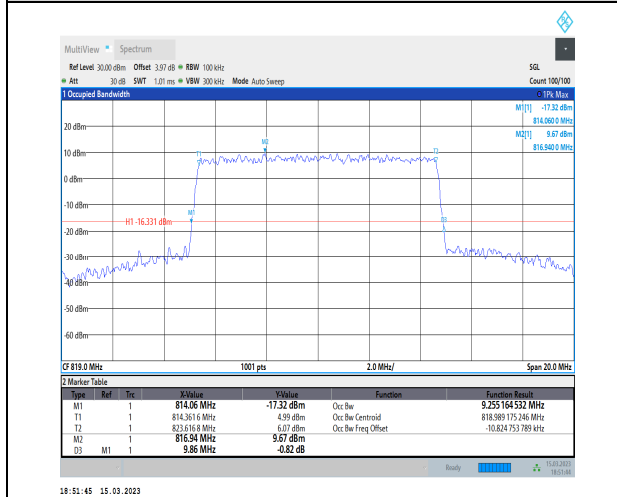 MultiView Spectrum
Ref Level 30.00 dBm Offset 3.97 dB RBW 100 kHz SGL
Att 30 dB SWT 1.01 ms VBW 300 kHz Mode Auto Sweep Count 100/100
1 Occupied Bandwidth 1Pk Max
M1[1] -17.32 dBm
814.060 0 MHz
M2[1] 9.67 dBm
816.940 0 MHz
20 dBm
M2
10 dBm
T1
T2
0 dBm
-10 dBm
M1
H1 -16.331 dBm
D3
-20 dBm
-30 dBm
-40 dBm
-50 dBm
-60 dBm
CF 819.0 MHz 1001 pts 2.0 MHz/ Span 20.0 MHz
2 Marker Table
Type Ref Trc X-Value Y-Value Function Function Result
M1 1 814.06 MHz -17.32 dBm Occ Bw 9.255 164 532 MHz
T1 1 814.361 6 MHz 4.99 dBm Occ Bw Centroid 818.989 175 246 MHz
T2 1 823.616 8 MHz 6.07 dBm Occ Bw Freq Offset -10.824 753 789 kHz
M2 1 816.94 MHz 9.67 dBm
D3 M1 1 9.86 MHz -0.82 dB
Ready 15.03.2023
18:51:44
18:51:45 15.03.2023